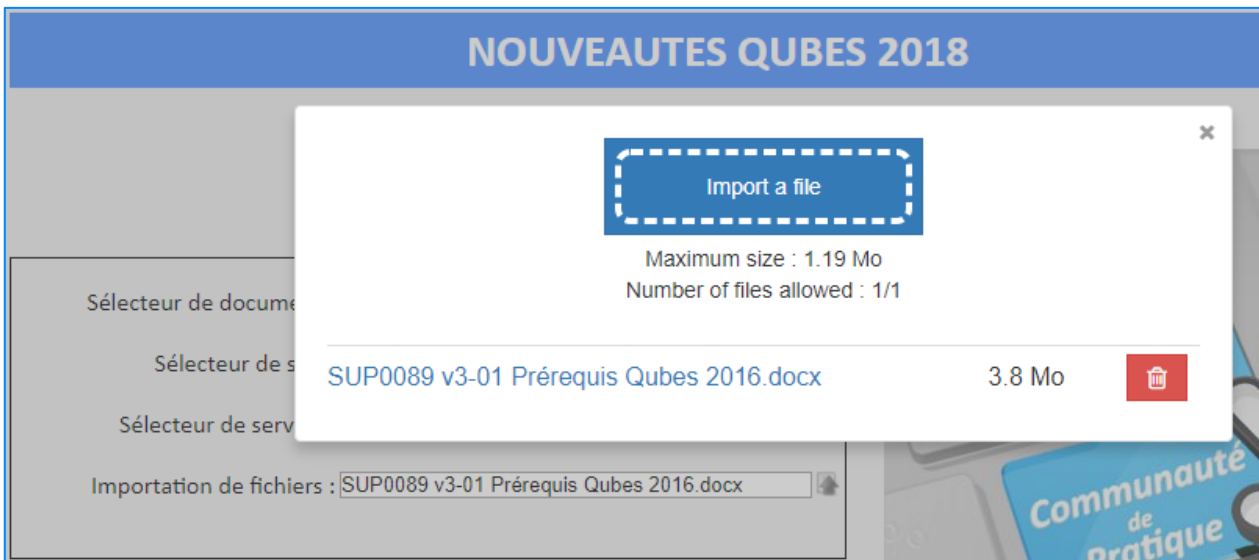 NOUVEAUTES QUBES 2018
×
Import a file
Maximum size : 1.19 Mo
Number of files allowed : 1/1
SUP0089 v3-01 Prérequis Qubes 2016.docx 3.8 Mo
Sélecteur de docume
Sélecteur de s
Sélecteur de serv
Importation de fichiers : SUP0089 v3-01 Prérequis Qubes 2016.docx
Communauté
de
Pratique